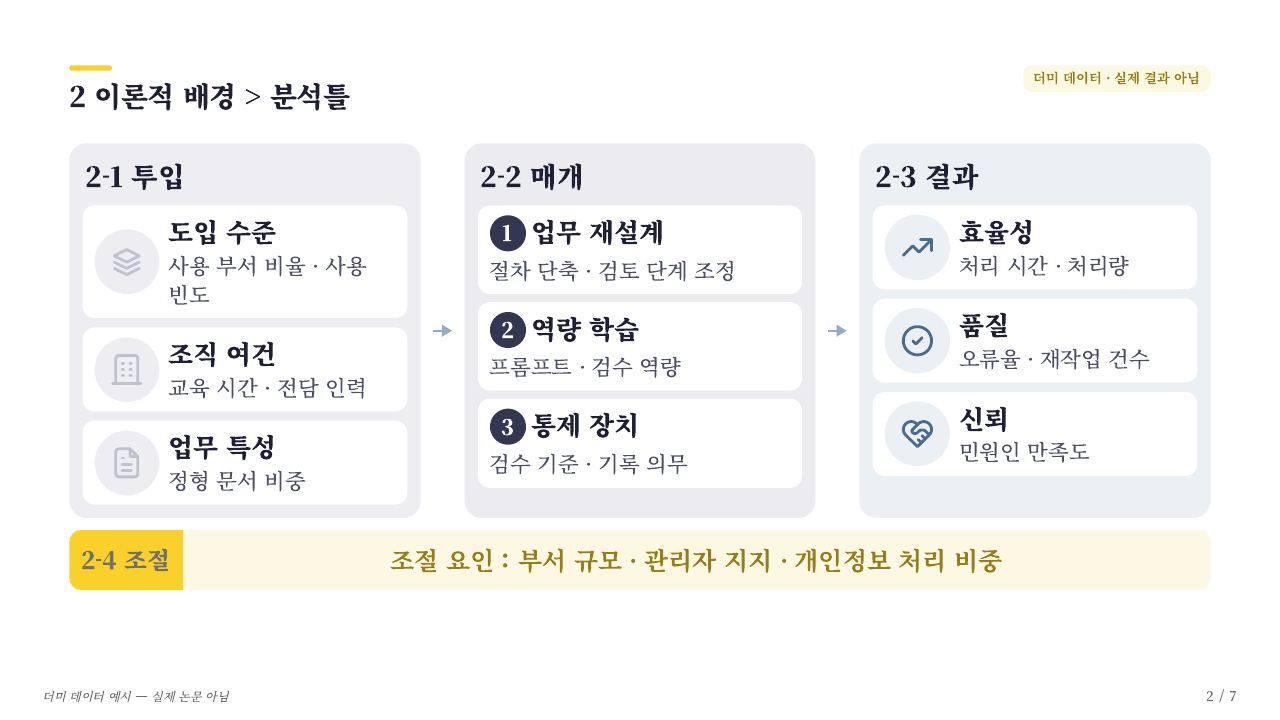 2 이론적 배경 > 분석틀
더미 데이터 · 실제 결과 아님
2-1 투입
도입 수준
사용 부서 비율 · 사용
빈도
조직 여건
교육 시간 · 전담 인력
업무 특성
정형 문서 비중
2-2 매개
1 업무 재설계
절차 단축 · 검토 단계 조정
2 역량 학습
프롬프트 · 검수 역량
3 통제 장치
검수 기준 · 기록 의무
2-3 결과
효율성
처리 시간 · 처리량
품질
오류율 · 재작업 건수
신뢰
민원인 만족도
2-4 조절
조절 요인 : 부서 규모 · 관리자 지지 · 개인정보 처리 비중
더미 데이터 예시 — 실제 논문 아님
2 / 7